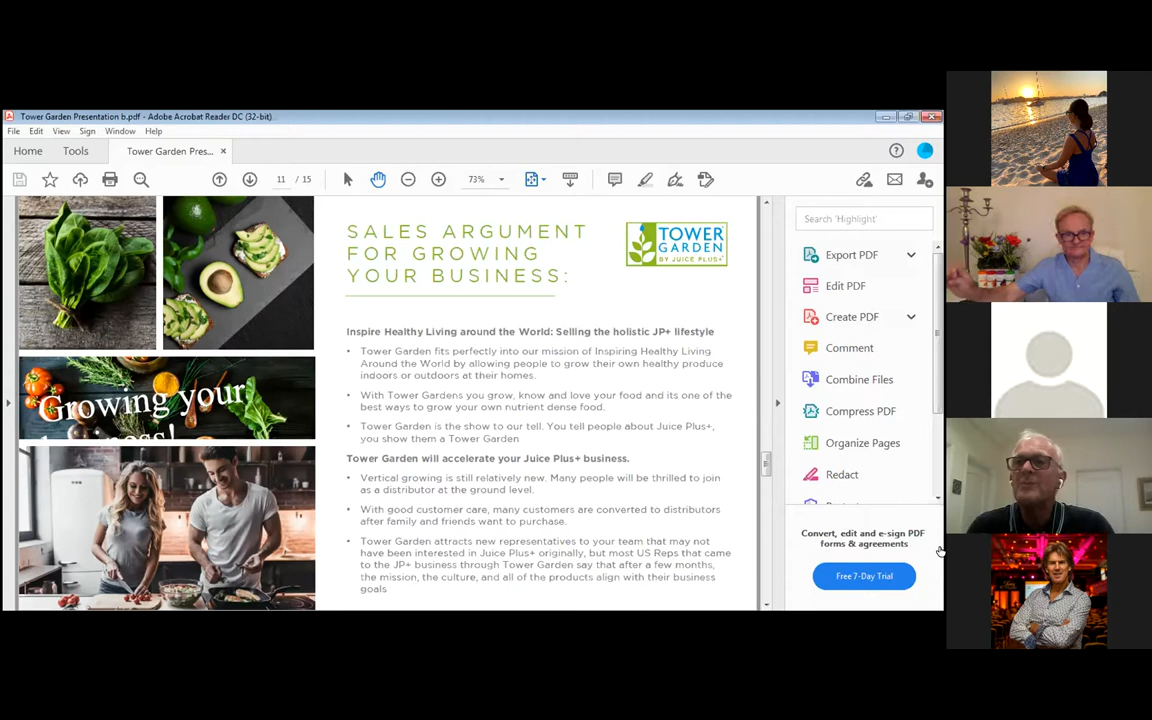 Tower Garden Presentation b.pdf - Adobe Acrobat Reader DC (32-bit)
File Edit View Sign Window Help
Home Tools Tower Garden Pres... ×
11 / 15 73%
SALES ARGUMENT
FOR GROWING
YOUR BUSINESS:
TOWER
GARDEN
BY JUICE PLUS+
Inspire Healthy Living around the World: Selling the holistic JP+ lifestyle
• Tower Garden fits perfectly into our mission of Inspiring Healthy Living
Around the World by allowing people to grow their own healthy produce
indoors or outdoors at their homes.
• With Tower Gardens you grow, know and love your food and its one of the
best ways to grow your own nutrient dense food.
• Tower Garden is the show to our tell. You tell people about Juice Plus+,
you show them a Tower Garden
Tower Garden will accelerate your Juice Plus+ business.
• Vertical growing is still relatively new. Many people will be thrilled to join
as a distributor at the ground level.
• With good customer care, many customers are converted to distributors
after family and friends want to purchase.
• Tower Garden attracts new representatives to your team that may not
have been interested in Juice Plus+ originally, but most US Reps that came
to the JP+ business through Tower Garden say that after a few months,
the mission, the culture, and all of the products align with their business
goals
Growing your
business!
Search 'Highlight'
Export PDF
Edit PDF
Create PDF
Comment
Combine Files
Compress PDF
Organize Pages
Redact
Convert, edit and e-sign PDF
forms & agreements
Free 7-Day Trial